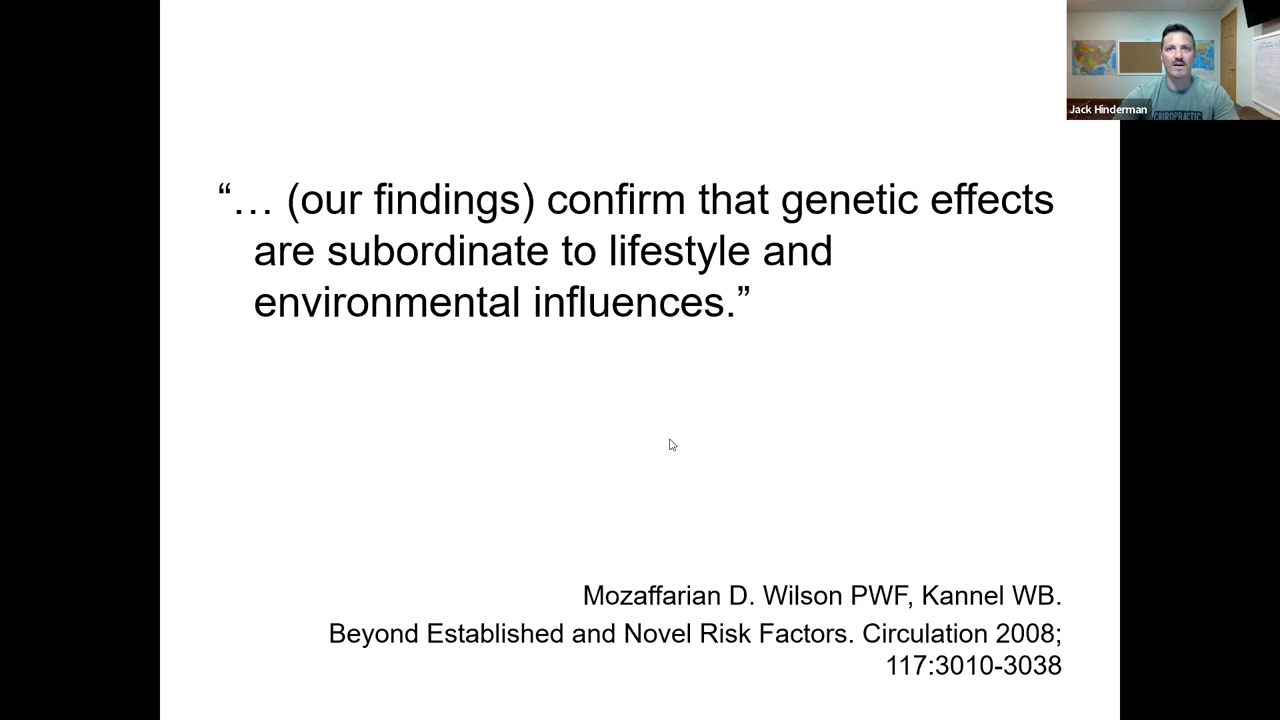 Jack Hinderman
CHIROPRACTIC
“… (our findings) confirm that genetic effects
are subordinate to lifestyle and
environmental influences.”
Mozaffarian D. Wilson PWF, Kannel WB.
Beyond Established and Novel Risk Factors. Circulation 2008;
117:3010-3038